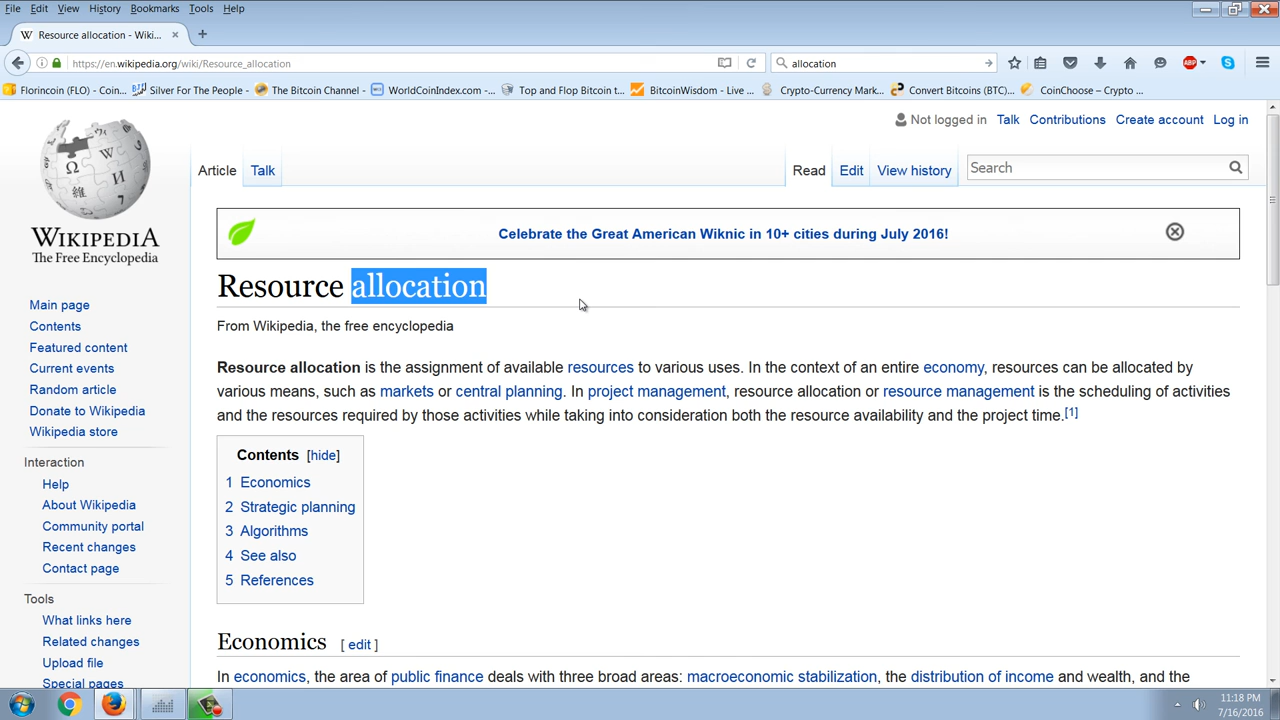 File Edit View History Bookmarks Tools Help
W Resource allocation - Wiki...
https://en.wikipedia.org/wiki/Resource_allocation
allocation
ABP
Florincoin (FLO) - Coin... Silver For The People - The Bitcoin Channel - WorldCoinIndex.com -... Top and Flop Bitcoin t... BitcoinWisdom - Live ... Crypto-Currency Mark... Convert Bitcoins (BTC)... CoinChoose – Crypto ...
Not logged in Talk Contributions Create account Log in
Article Talk Read Edit View history Search
WIKIPEDIA
The Free Encyclopedia
Celebrate the Great American Wiknic in 10+ cities during July 2016!
Resource allocation
From Wikipedia, the free encyclopedia
Resource allocation is the assignment of available resources to various uses. In the context of an entire economy, resources can be allocated by
various means, such as markets or central planning. In project management, resource allocation or resource management is the scheduling of activities
and the resources required by those activities while taking into consideration both the resource availability and the project time.[1]
Contents [hide]
1 Economics
2 Strategic planning
3 Algorithms
4 See also
5 References
Economics [ edit ]
In economics, the area of public finance deals with three broad areas: macroeconomic stabilization, the distribution of income and wealth, and the
Main page
Contents
Featured content
Current events
Random article
Donate to Wikipedia
Wikipedia store
Interaction
Help
About Wikipedia
Community portal
Recent changes
Contact page
Tools
What links here
Related changes
Upload file
Special pages
11:18 PM
7/16/2016